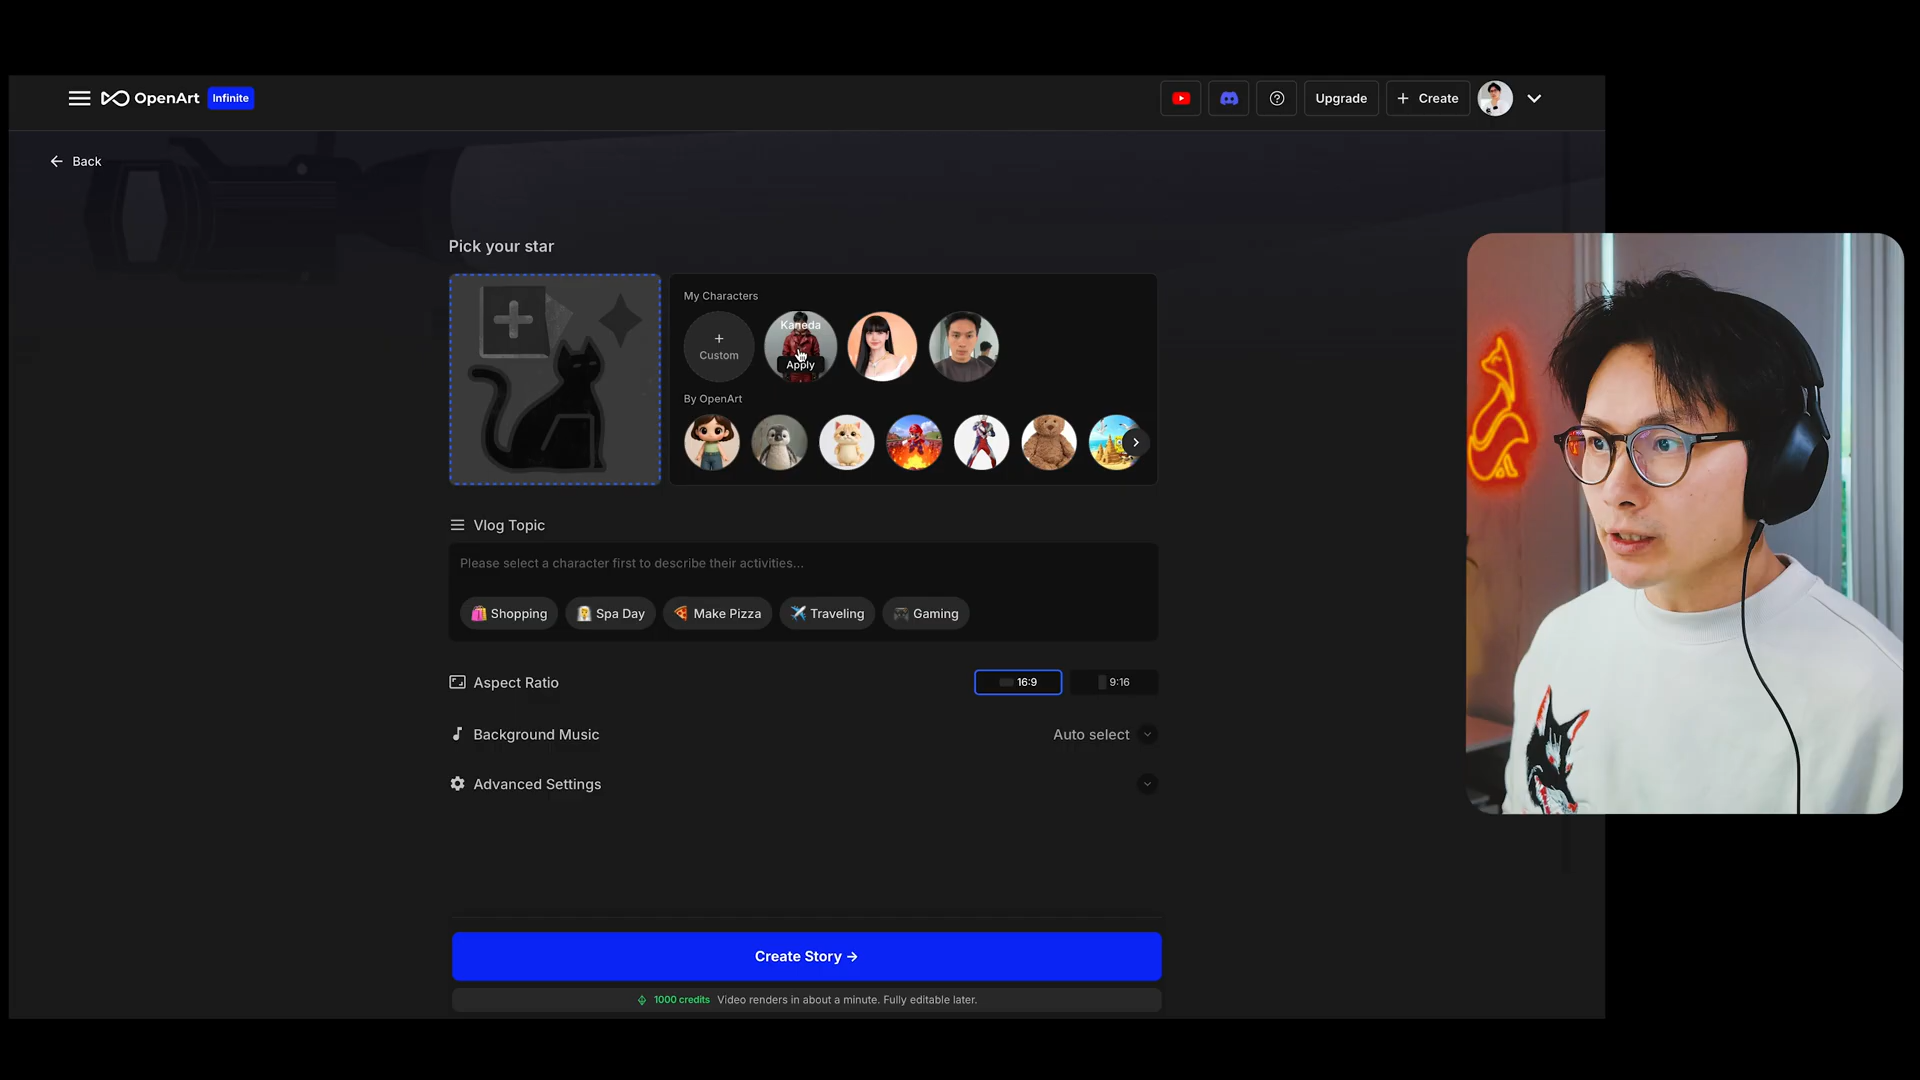 OpenArt Infinite
Upgrade
+ Create
← Back
Pick your star
My Characters
+
Custom
Kaneda
Apply
By OpenArt
Vlog Topic
Please select a character first to describe their activities...
Shopping
Spa Day
Make Pizza
Traveling
Gaming
Aspect Ratio
16:9
9:16
Background Music
Auto select
Advanced Settings
Create Story →
1000 credits Video renders in about a minute. Fully editable later.